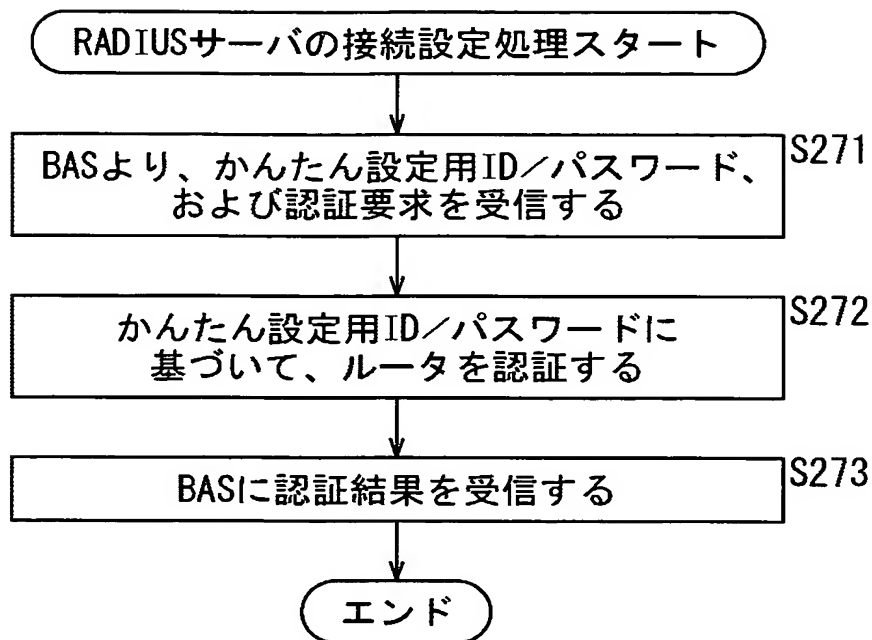 RADIUSサーバの接続設定処理スタート
BASより、かんたん設定用ID／パスワード、
および認証要求を受信する
S271
かんたん設定用ID／パスワードに
基づいて、ルータを認証する
S272
BASに認証結果を受信する
S273
エンド